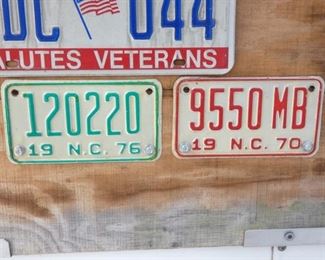 DC 044
UTES VETERANS
120220
19 N.C. 76
9550 MB
19 N.C. 70